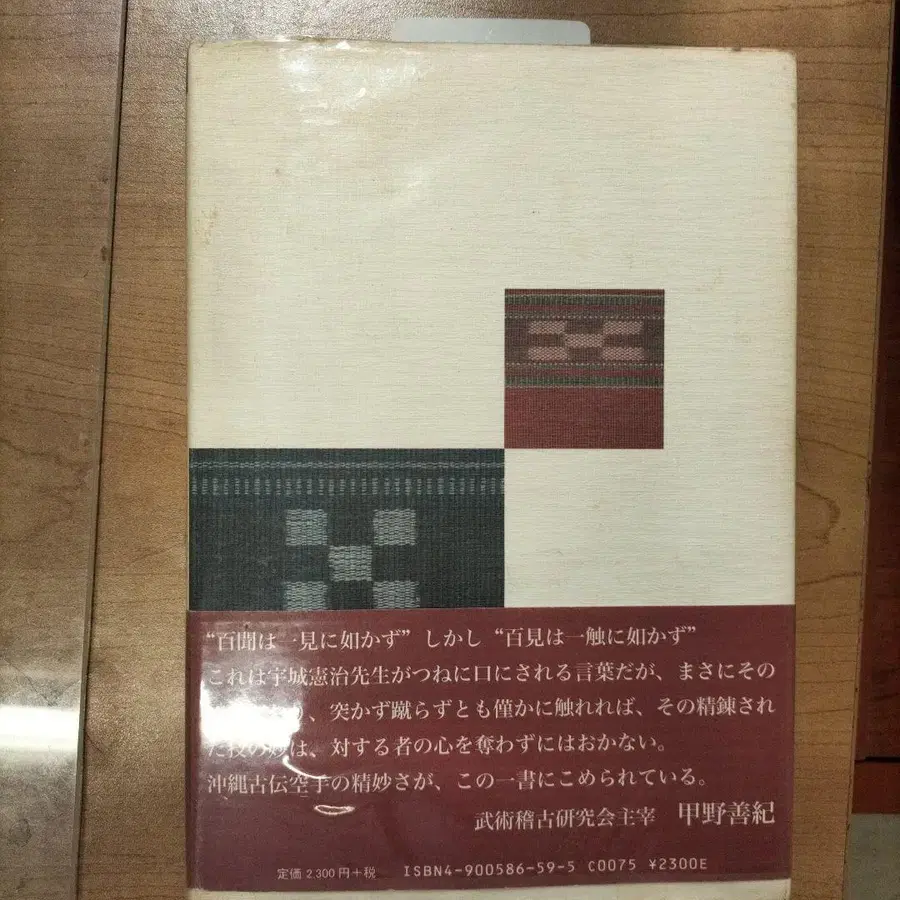 “百聞は一見に如かず”しかし“百見は一触に如かず”
これは宇城憲治先生がつねに口にされる言葉だが、まさにその
、突かず蹴らずとも僅かに触れれば、その精錬され
た技の妙は、対する者の心を奪わずにはおかない。
沖縄古伝空手の精妙さが、この一書にこめられている。
武術稽古研究会主宰 甲野善紀
定価 2,300円+税 ISBN4-900586-59-5 C0075 ¥2300E